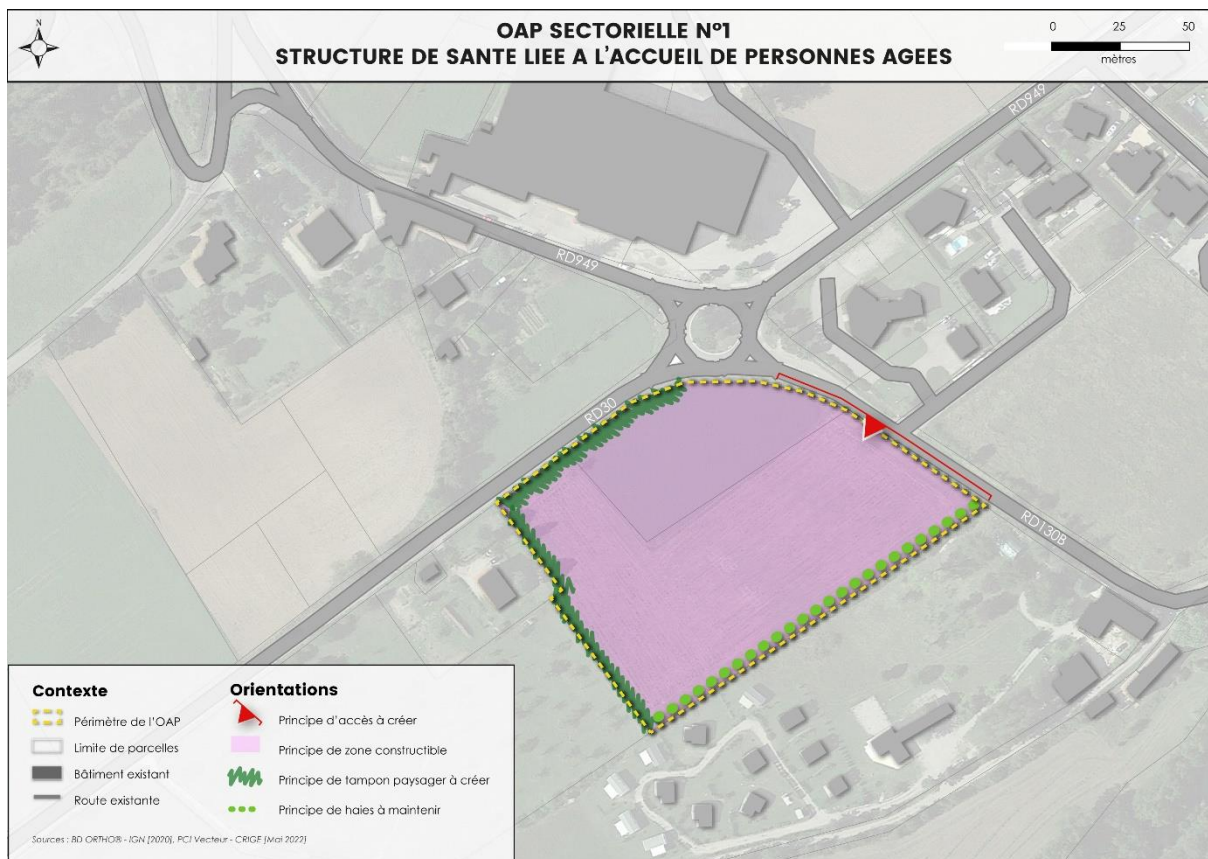 N
OAP SECTORIELLE N°1
STRUCTURE DE SANTE LIEE A L'ACCUEIL DE PERSONNES AGEES
0 25 50
mètres
RD949
RD949
RD30
RD130B
Contexte
Périmètre de l'OAP
Limite de parcelles
Bâtiment existant
Route existante
Orientations
Principe d'accès à créer
Principe de zone constructible
Principe de tampon paysager à créer
Principe de haies à maintenir
Sources : BD ORTHO® - IGN (2020), PCI Vecteur - CRIGE (Mai 2022)